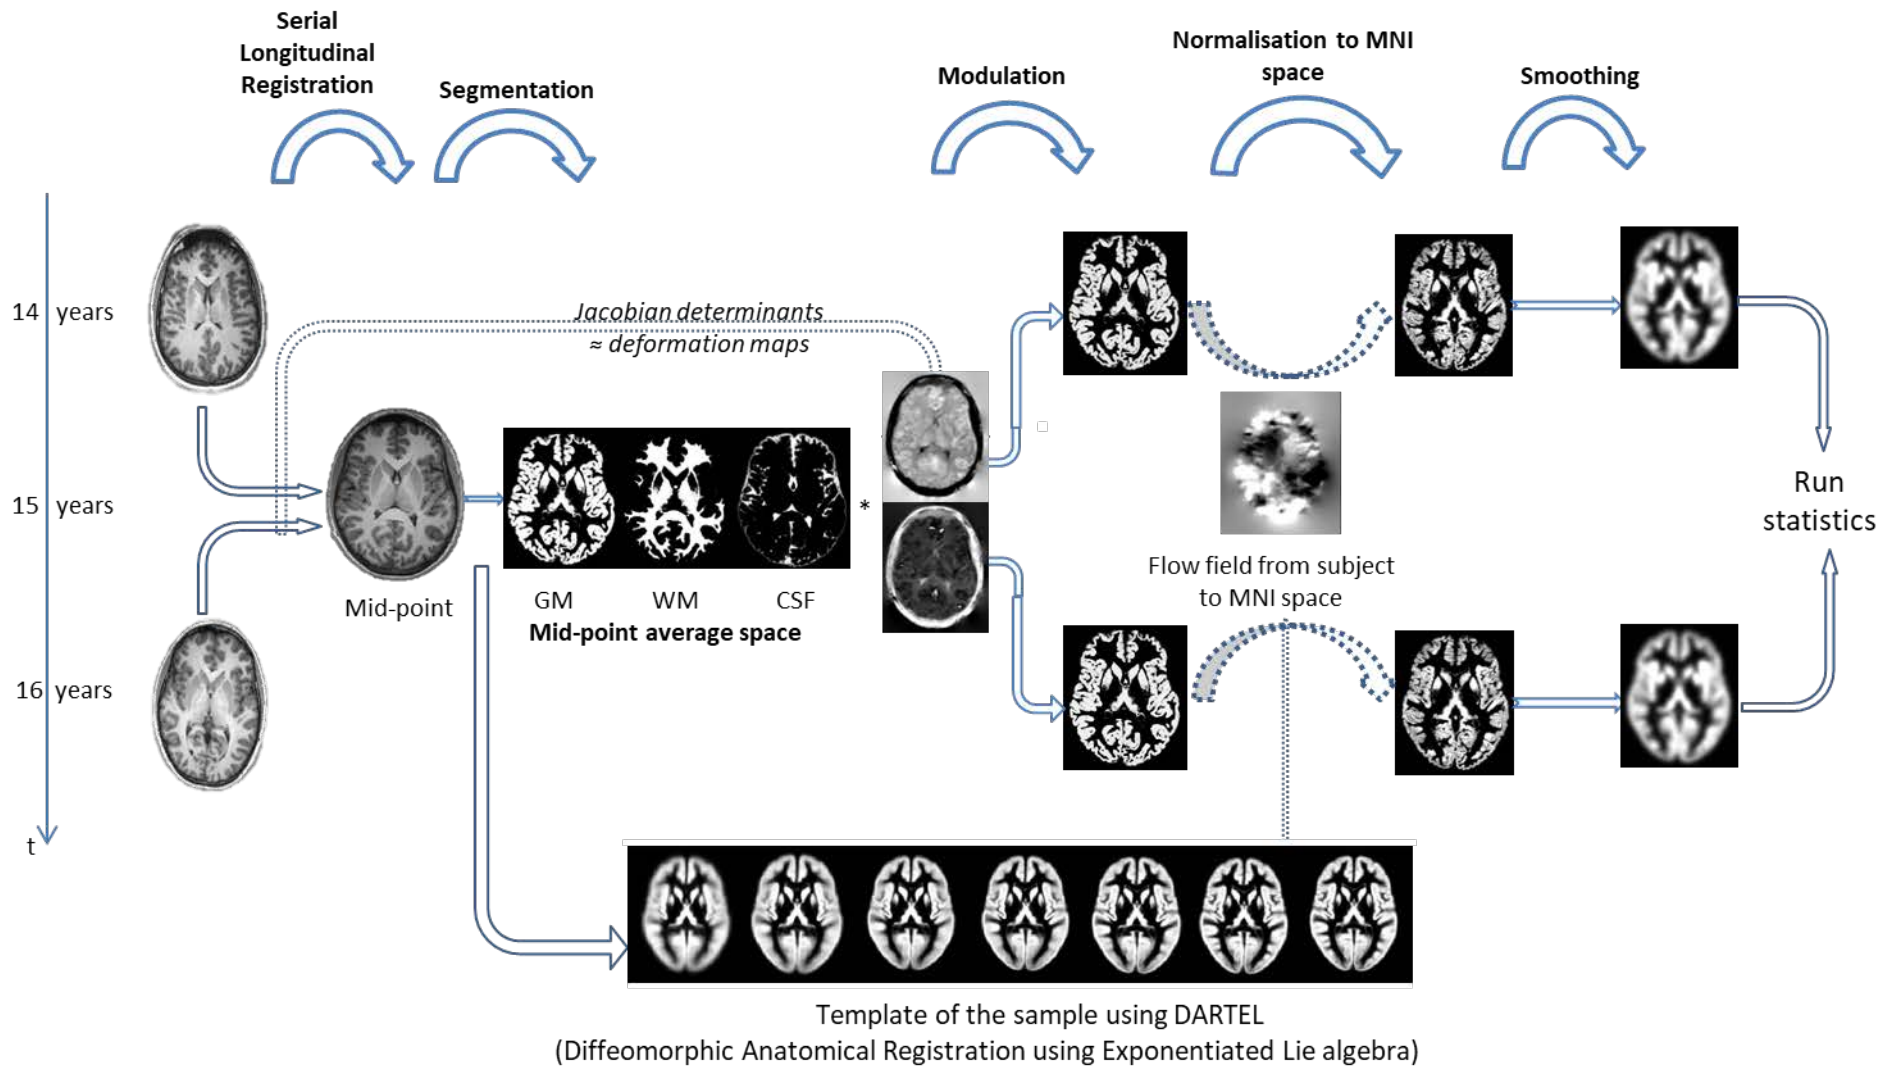 Serial
Longitudinal
Registration
Segmentation
Modulation
Normalisation to MNI
space
Smoothing
14 years
Jacobian determinants
≈ deformation maps
15 years
*
Run
statistics
Mid-point
GM WM CSF
Mid-point average space
Flow field from subject
to MNI space
16 years
t
Template of the sample using DARTEL
(Diffeomorphic Anatomical Registration using Exponentiated Lie algebra)